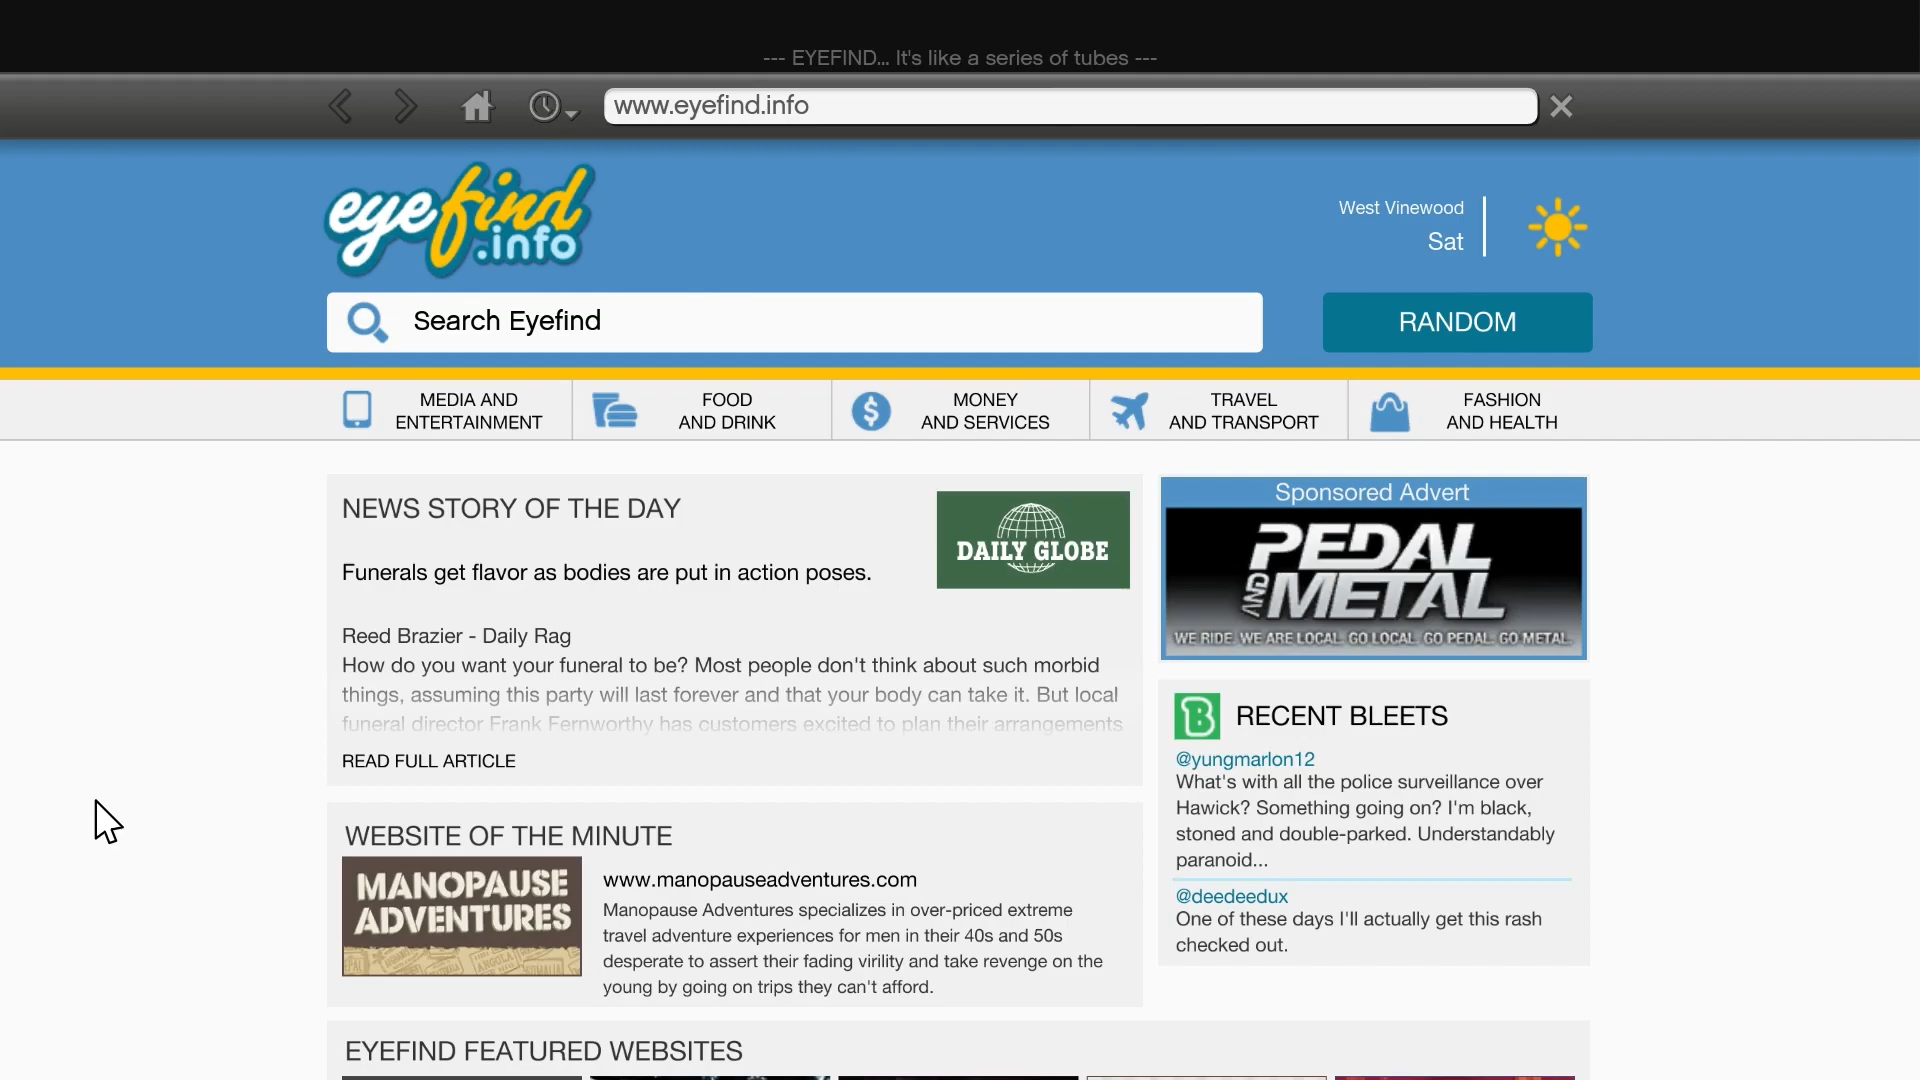 --- EYEFIND... It's like a series of tubes ---
www.eyefind.info
eyefind
.info
West Vinewood
Sat
Search Eyefind
RANDOM
MEDIA AND
ENTERTAINMENT
FOOD
AND DRINK
MONEY
AND SERVICES
TRAVEL
AND TRANSPORT
FASHION
AND HEALTH
NEWS STORY OF THE DAY
DAILY GLOBE
Funerals get flavor as bodies are put in action poses.
Reed Brazier - Daily Rag
How do you want your funeral to be? Most people don't think about such morbid
things, assuming this party will last forever and that your body can take it. But local
funeral director Frank Fernworthy has customers excited to plan their arrangements
READ FULL ARTICLE
Sponsored Advert
PEDAL
AND METAL
WE RIDE. WE ARE LOCAL. GO LOCAL. GO PEDAL. GO METAL.
B RECENT BLEETS
@yungmarlon12
What's with all the police surveillance over
Hawick? Something going on? I'm black,
stoned and double-parked. Understandably
paranoid...
@deedeedux
One of these days I'll actually get this rash
checked out.
WEBSITE OF THE MINUTE
MANOPAUSE
ADVENTURES
ANGOLA
SOMALIA
www.manopauseadventures.com
Manopause Adventures specializes in over-priced extreme
travel adventure experiences for men in their 40s and 50s
desperate to assert their fading virility and take revenge on the
young by going on trips they can't afford.
EYEFIND FEATURED WEBSITES